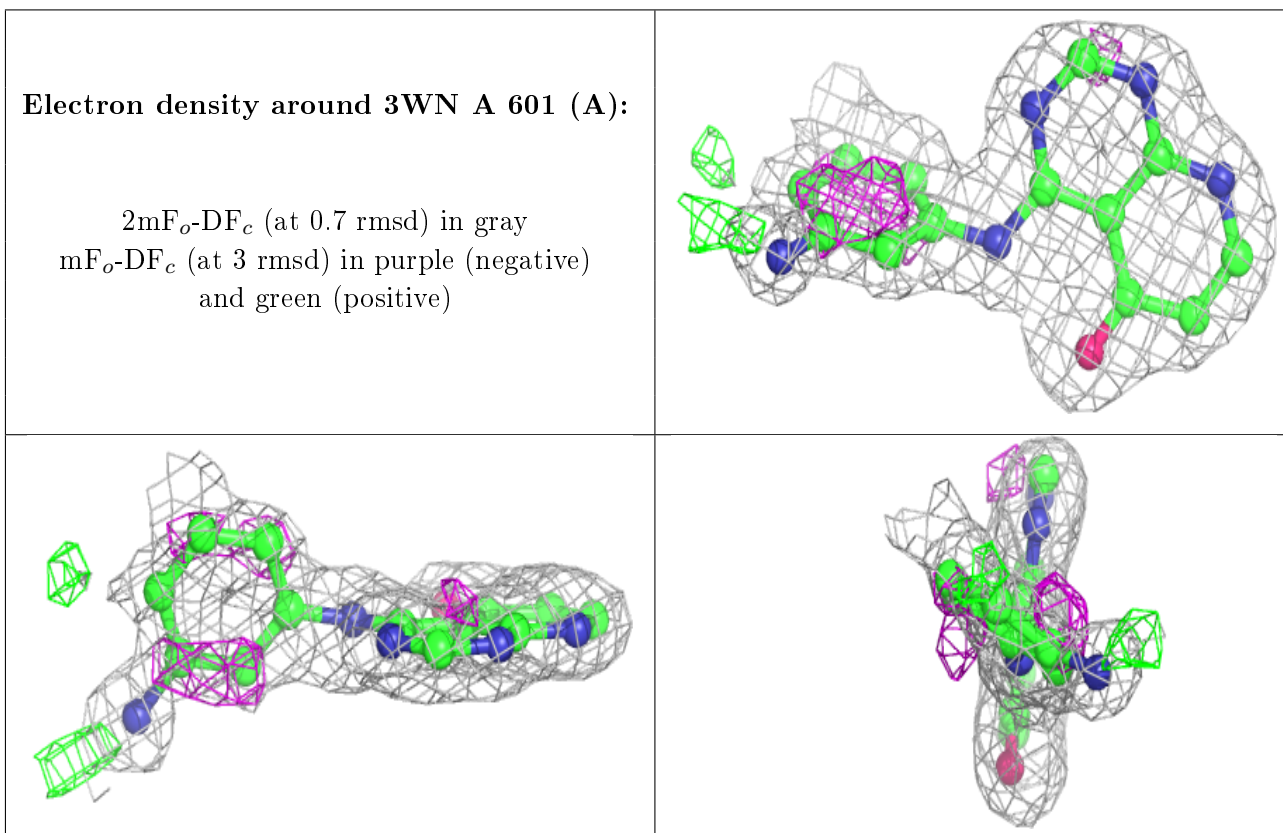 Electron density around 3WN A 601 (A):
2mFo-DFc (at 0.7 rmsd) in gray
mFo-DFc (at 3 rmsd) in purple (negative)
and green (positive)